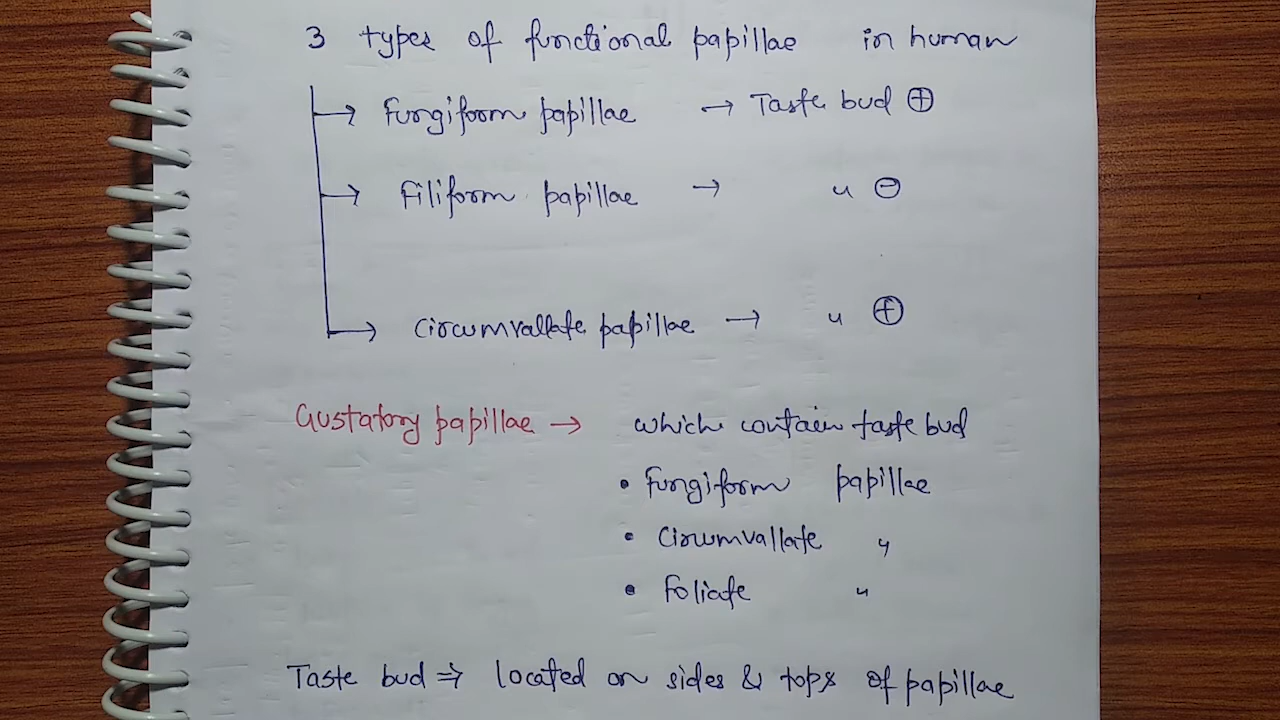 3 types of functional papillae in human
→ Fungiform papillae → Taste bud ⊕
→ Filiform papillae → " ⊖
→ Circumvallate papillae → " ⊕
Gustatory papillae → which contain taste bud
• Fungiform papillae
• Circumvallate "
• Foliate "
Taste bud ⇒ located on sides & tops of papillae